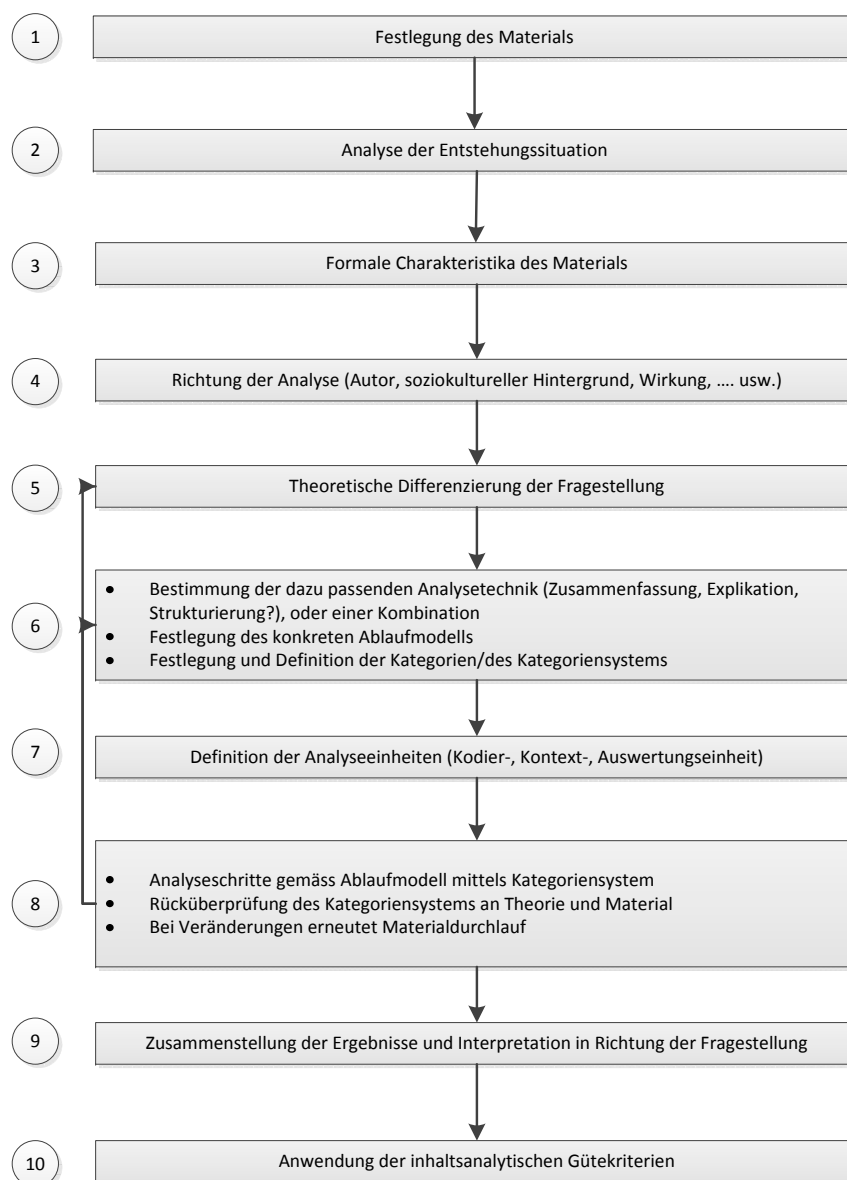 1
Festlegung des Materials
2
Analyse der Entstehungssituation
3
Formale Charakteristika des Materials
4
Richtung der Analyse (Autor, soziokultureller Hintergrund, Wirkung, .... usw.)
5
Theoretische Differenzierung der Fragestellung
6
• Bestimmung der dazu passenden Analysetechnik (Zusammenfassung, Explikation,
Strukturierung?), oder einer Kombination
• Festlegung des konkreten Ablaufmodells
• Festlegung und Definition der Kategorien/des Kategoriensystems
7
Definition der Analyseeinheiten (Kodier-, Kontext-, Auswertungseinheit)
8
• Analyseschritte gemäss Ablaufmodell mittels Kategoriensystem
• Rücküberprüfung des Kategoriensystems an Theorie und Material
• Bei Veränderungen erneutet Materialdurchlauf
9
Zusammenstellung der Ergebnisse und Interpretation in Richtung der Fragestellung
10
Anwendung der inhaltsanalytischen Gütekriterien